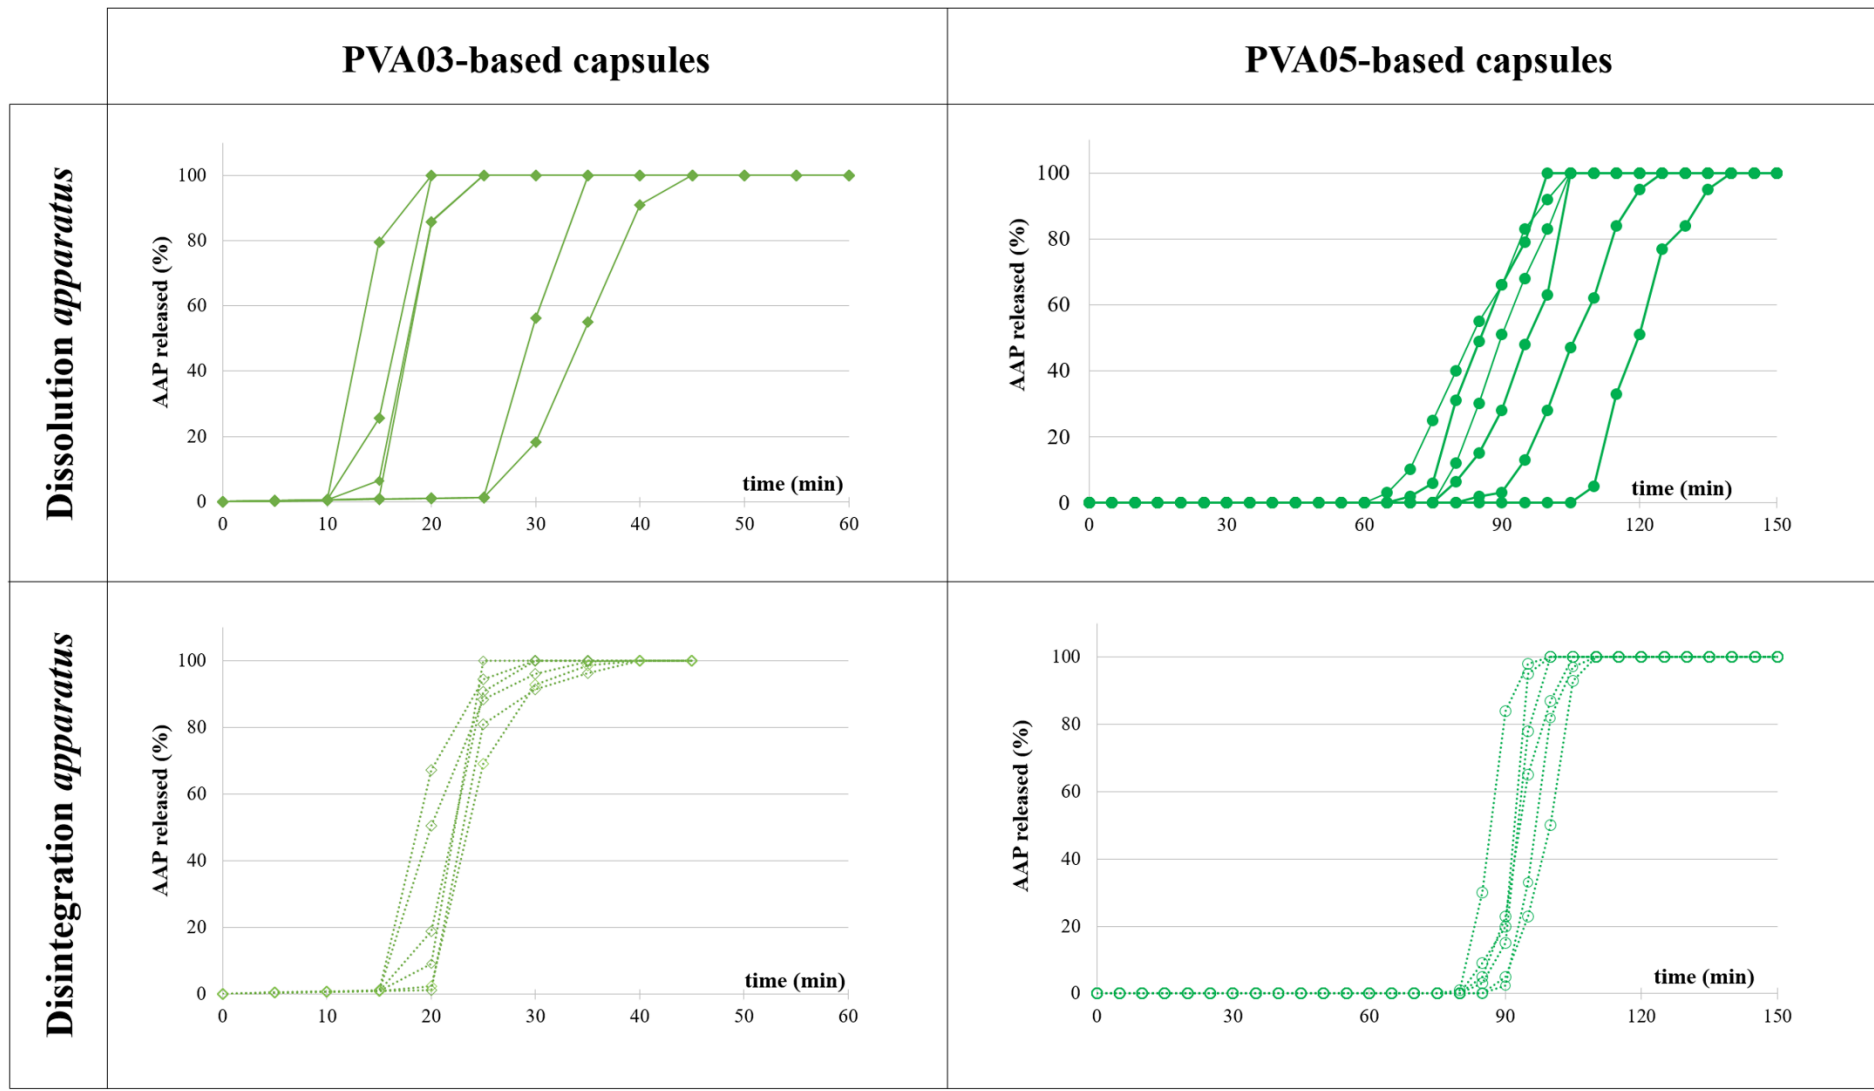 PVA03-based capsules
PVA05-based capsules
Dissolution apparatus
AAP released (%)
100
80
60
40
20
0
time (min)
0 10 20 30 40 50 60
AAP released (%)
100
80
60
40
20
0
time (min)
0 30 60 90 120 150
Disintegration apparatus
AAP released (%)
100
80
60
40
20
0
time (min)
0 10 20 30 40 50 60
AAP released (%)
100
80
60
40
20
0
time (min)
0 30 60 90 120 150